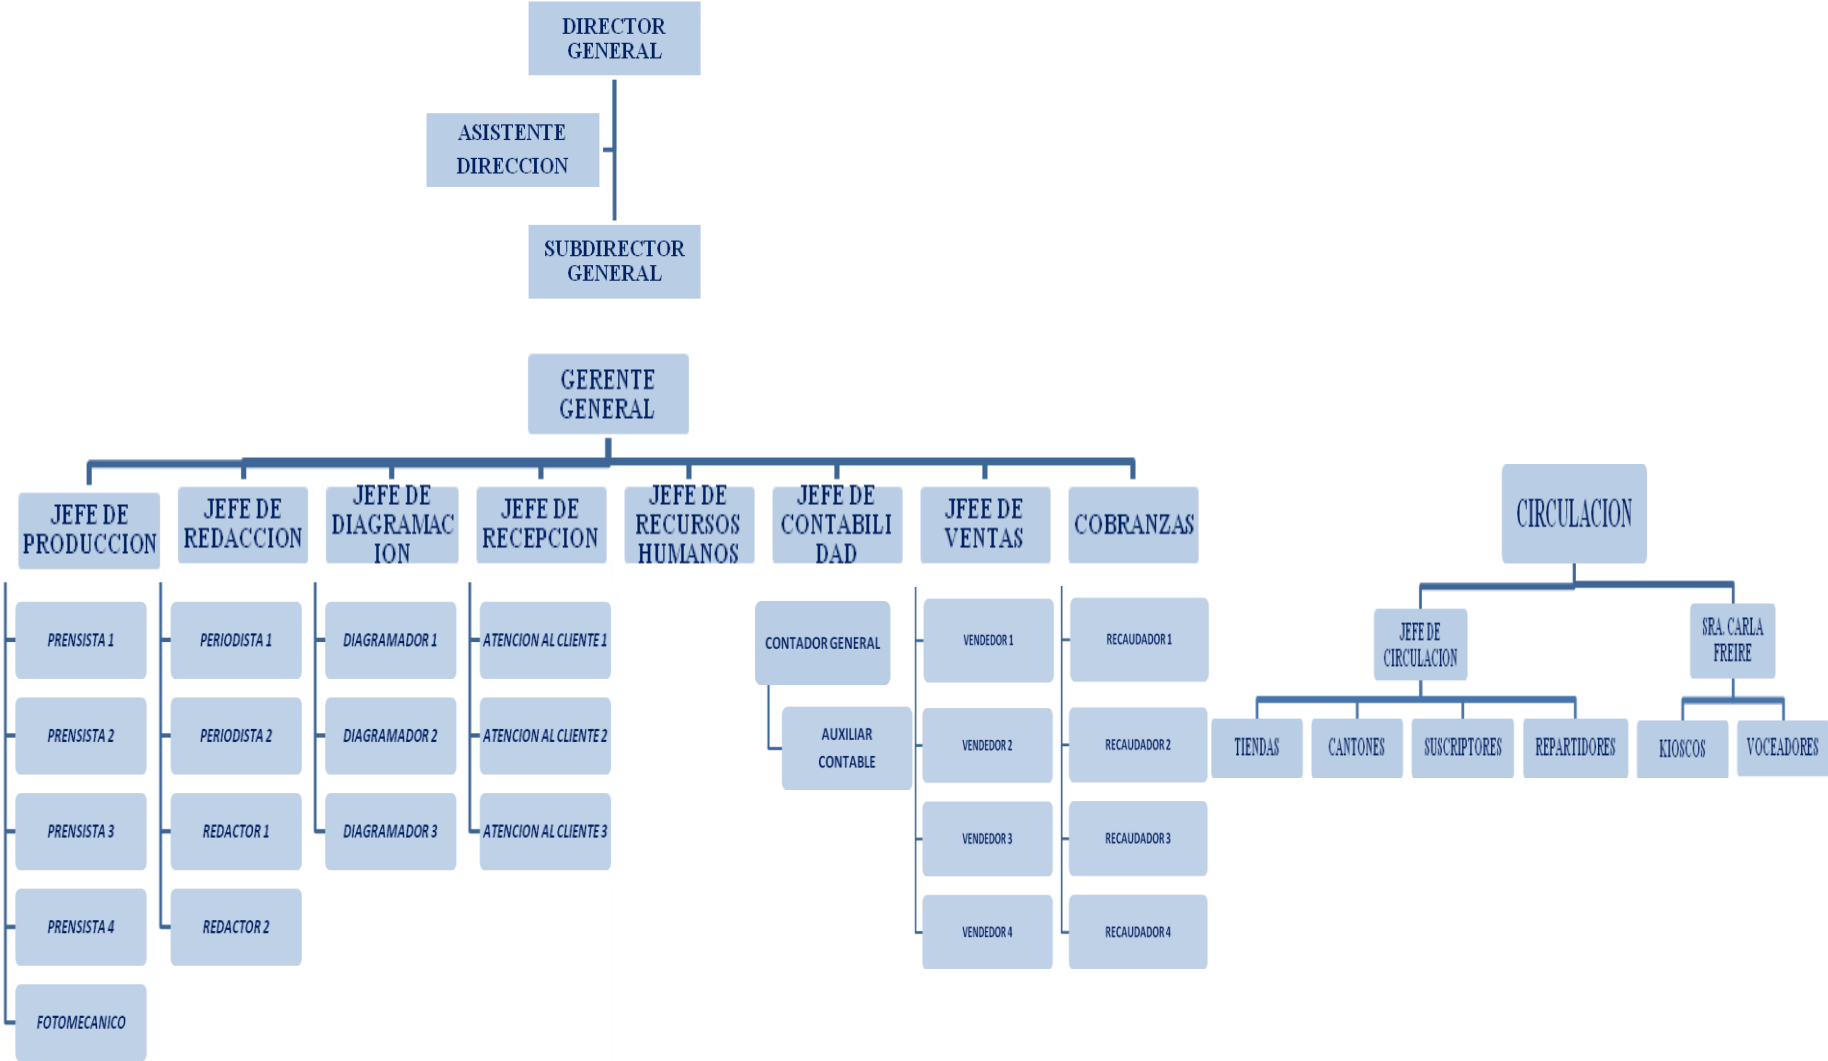 DIRECTOR
GENERAL
ASISTENTE
DIRECCION
SUBDIRECTOR
GENERAL
GERENTE
GENERAL
JEFE DE
PRODUCCION
JEFE DE
REDACCION
JEFE DE
DIAGRAMAC
ION
JEFE DE
RECEPCION
JEFE DE
RECURSOS
HUMANOS
JEFE DE
CONTABILI
DAD
JFEE DE
VENTAS
COBRANZAS
PRENSISTA 1
PRENSISTA 2
PRENSISTA 3
PRENSISTA 4
FOTOMECANICO
PERIODISTA 1
PERIODISTA 2
REDACTOR 1
REDACTOR 2
DIAGRAMADOR 1
DIAGRAMADOR 2
DIAGRAMADOR 3
ATENCION AL CLIENTE 1
ATENCION AL CLIENTE 2
ATENCION AL CLIENTE 3
CONTADOR GENERAL
AUXILIAR
CONTABLE
VENDEDOR 1
VENDEDOR 2
VENDEDOR 3
VENDEDOR 4
RECAUDADOR 1
RECAUDADOR 2
RECAUDADOR 3
RECAUDADOR 4
CIRCULACION
JEFE DE
CIRCULACION
SRA. CARLA
FREIRE
TIENDAS
CANTONES
SUSCRIPTORES
REPARTIDORES
KIOSCOS
VOCEADORES